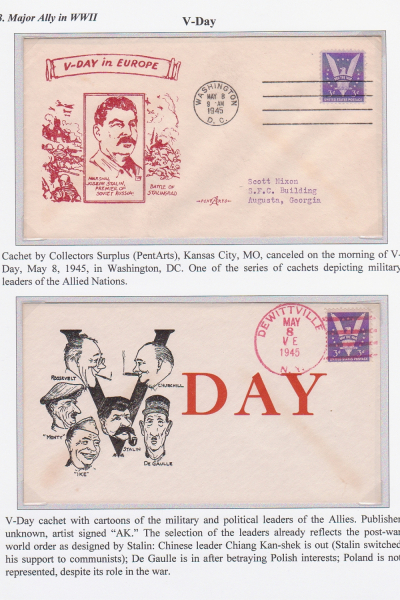 3. Major Ally in WWII
V-Day
V-DAY in EUROPE
WASHINGTON
MAY 8
9 AM
1945
D. C.
MARSHAL
JOSEPH STALIN,
PREMIER OF
SOVIET RUSSIA
BATTLE OF
STALINGRAD
PENTARTS
Scott Nixon
S.F.C. Building
Augusta, Georgia
Cachet by Collectors Surplus (PentArts), Kansas City, MO, canceled on the morning of V-
Day, May 8, 1945, in Washington, DC. One of the series of cachets depicting military
leaders of the Allied Nations.
DEWITTVILLE
MAY
8
V E
1945
N. Y.
V DAY
ROOSEVELT
CHURCHILL
"MONTY"
STALIN
"IKE"
DE GAULLE
V-Day cachet with cartoons of the military and political leaders of the Allies. Publisher
unknown, artist signed “AK.” The selection of the leaders already reflects the post-war
world order as designed by Stalin: Chinese leader Chiang Kan-shek is out (Stalin switched
his support to communists); De Gaulle is in after betraying Polish interests; Poland is not
represented, despite its role in the war.